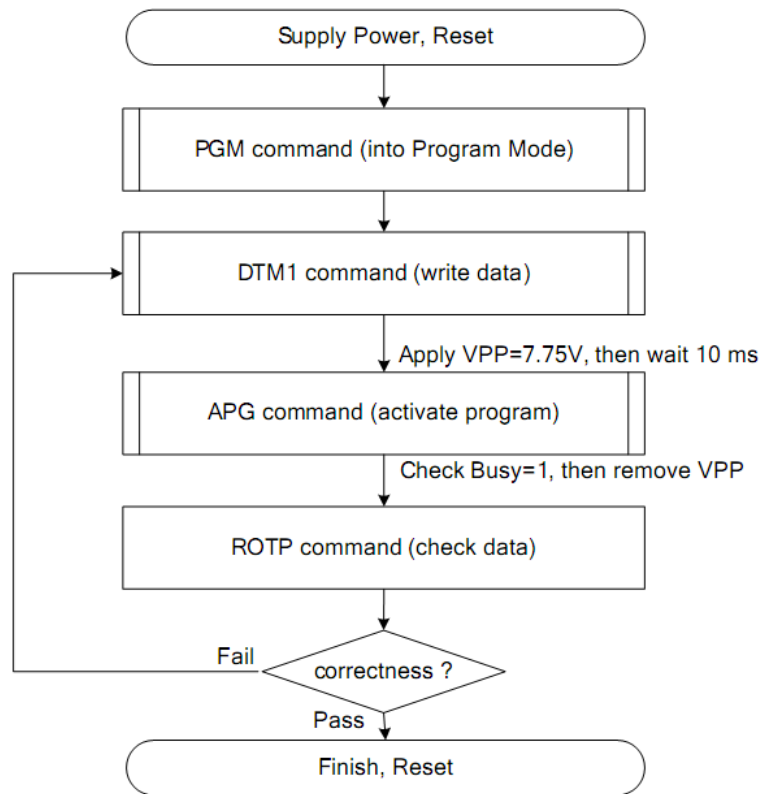 Supply Power, Reset
PGM command (into Program Mode)
DTM1 command (write data)
Apply VPP=7.75V, then wait 10 ms
APG command (activate program)
Check Busy=1, then remove VPP
ROTP command (check data)
Fail
correctness ?
Pass
Finish, Reset